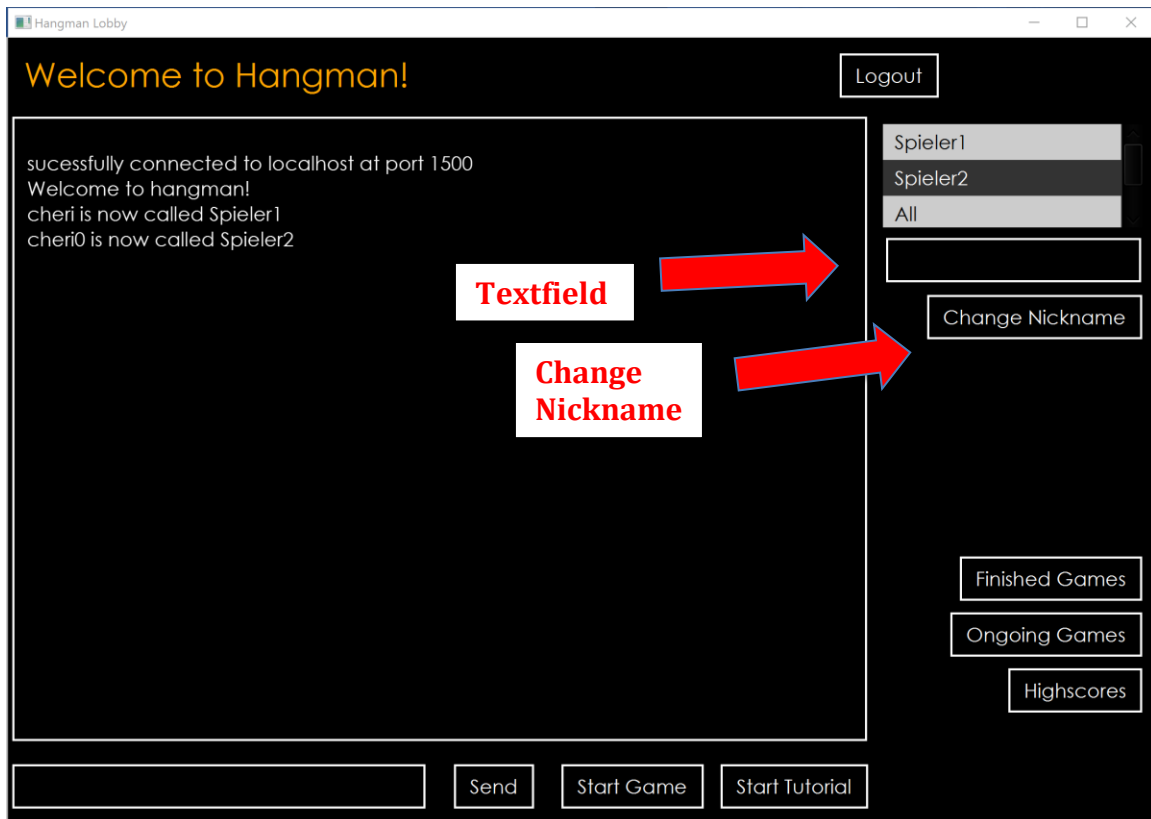 Hangman Lobby
Welcome to Hangman!
Logout
sucessfully connected to localhost at port 1500
Welcome to hangman!
cheri is now called Spieler1
cheri0 is now called Spieler2
Spieler1
Spieler2
All
Textfield
Change Nickname
Change
Nickname
Finished Games
Ongoing Games
Highscores
Send
Start Game
Start Tutorial